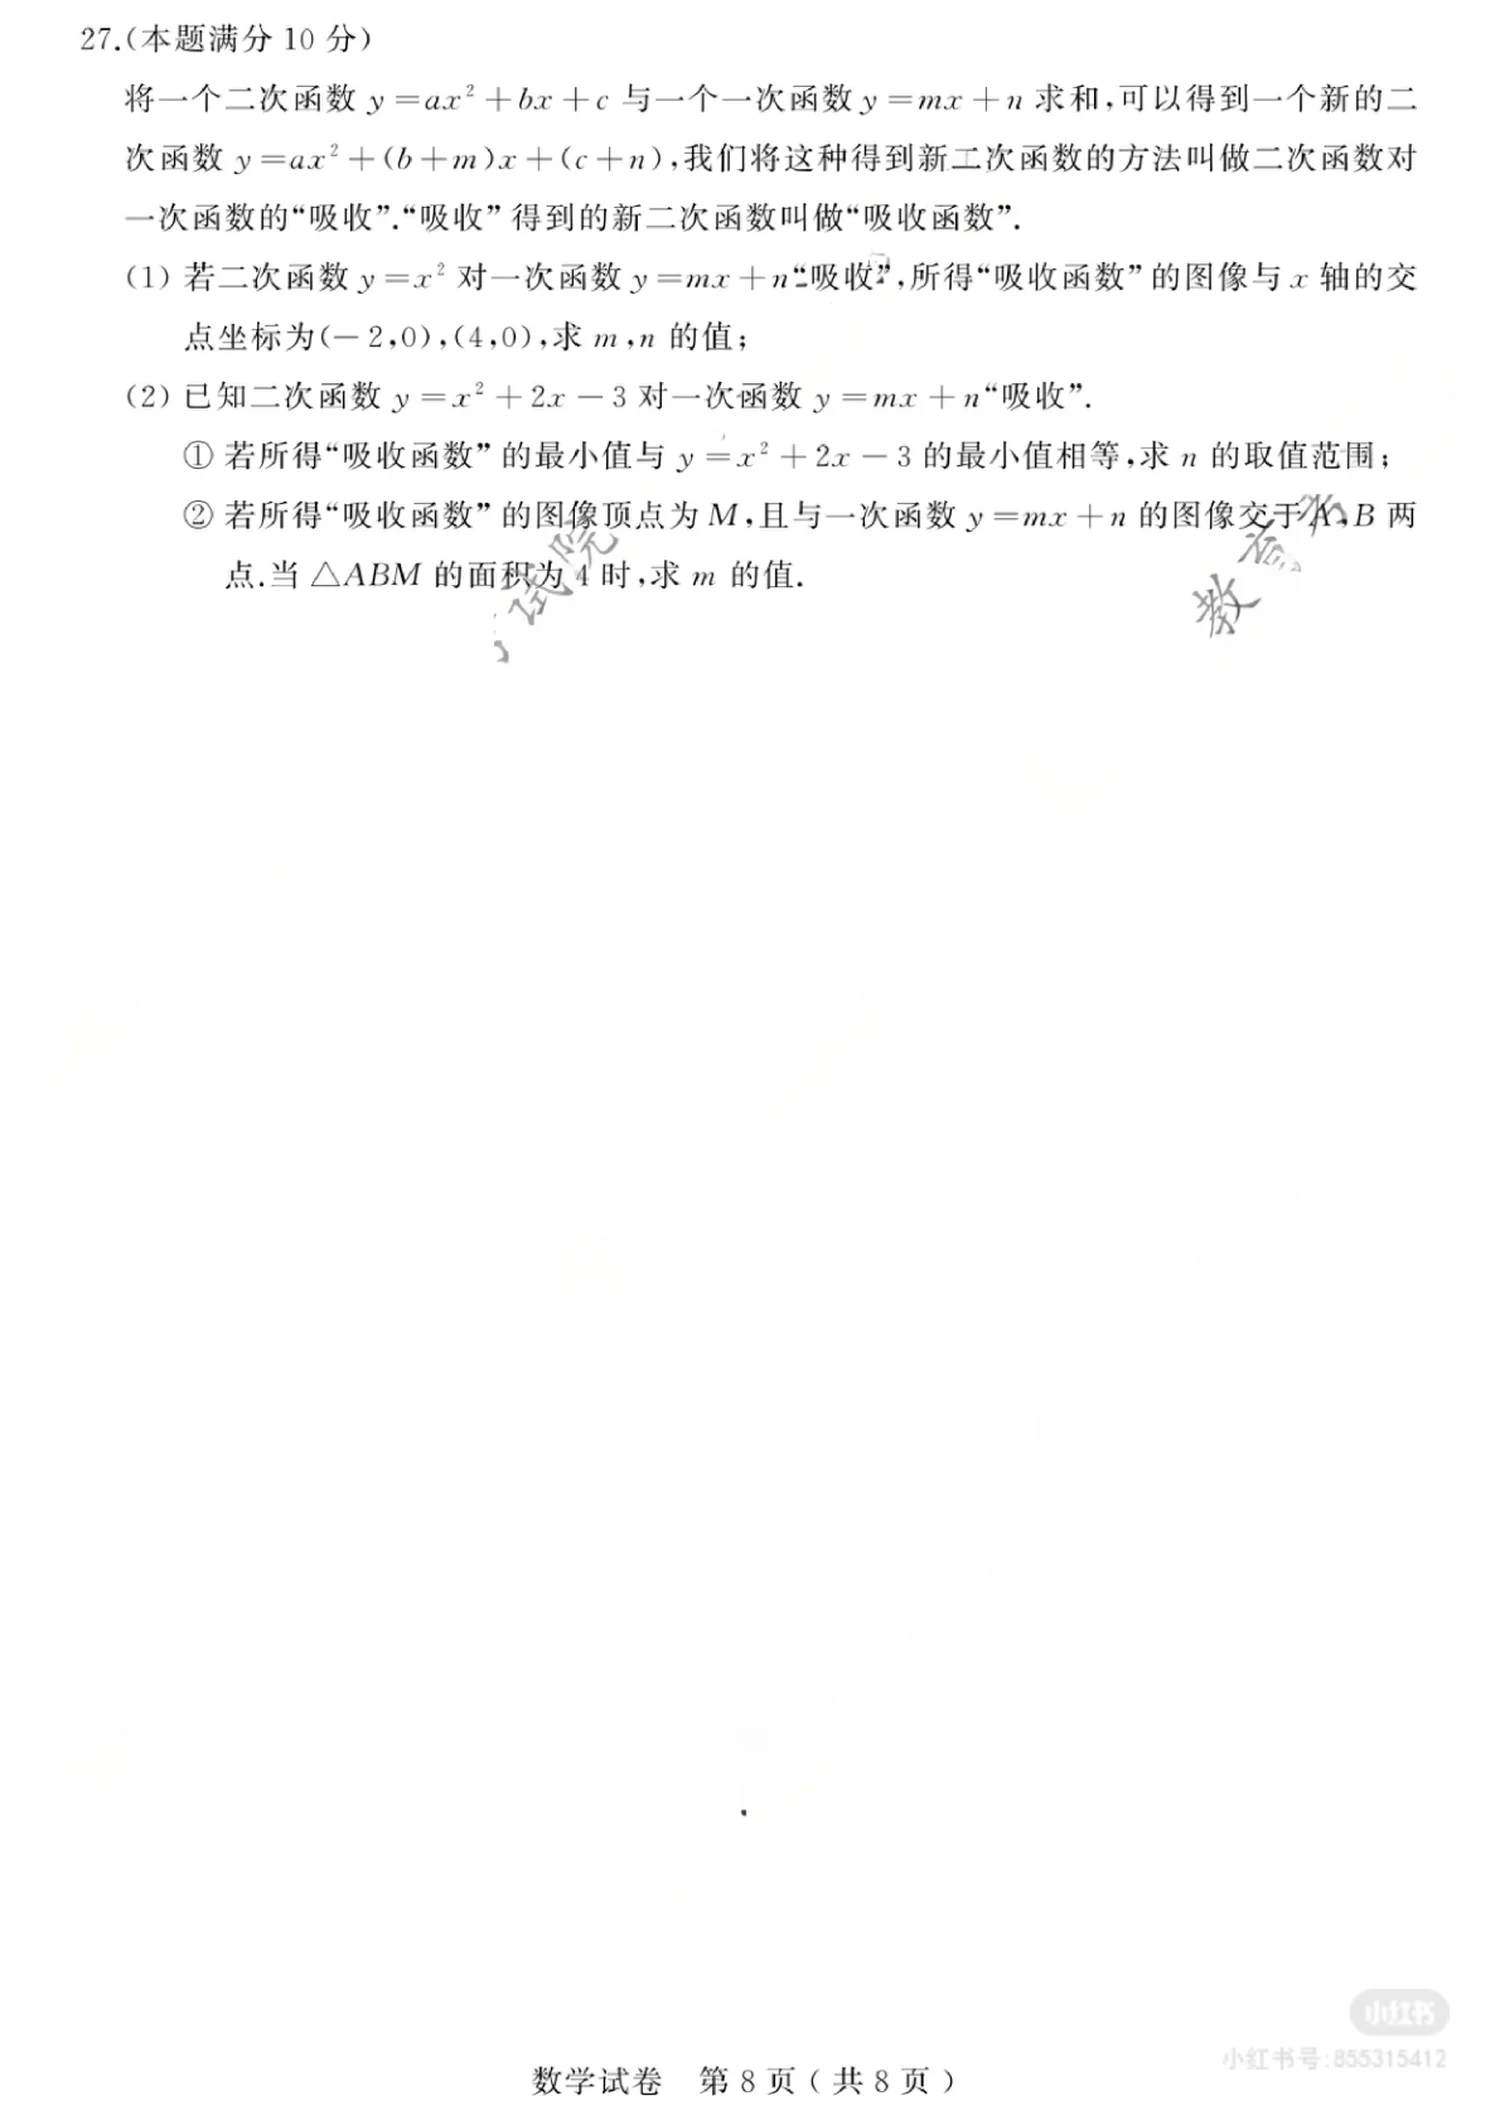 27.(本题满分 10 分)
将一个二次函数 y=ax²+bx+c 与一个一次函数 y=mx+n 求和,可以得到一个新的二
次函数 y=ax²+(b+m)x+(c+n),我们将这种得到新二次函数的方法叫做二次函数对
一次函数的“吸收”.“吸收”得到的新二次函数叫做“吸收函数”.
(1) 若二次函数 y=x² 对一次函数 y=mx+n“吸收”,所得“吸收函数”的图像与 x 轴的交
点坐标为(-2,0),(4,0),求 m,n 的值;
(2) 已知二次函数 y=x²+2x-3 对一次函数 y=mx+n“吸收”.
① 若所得“吸收函数”的最小值与 y=x²+2x-3 的最小值相等,求 n 的取值范围;
② 若所得“吸收函数”的图像顶点为 M,且与一次函数 y=mx+n 的图像交于A,B 两
点.当 △ABM 的面积为 4 时,求 m 的值.
试院
教育考
小红书
小红书号:855315412
数学试卷 第 8 页(共 8 页)